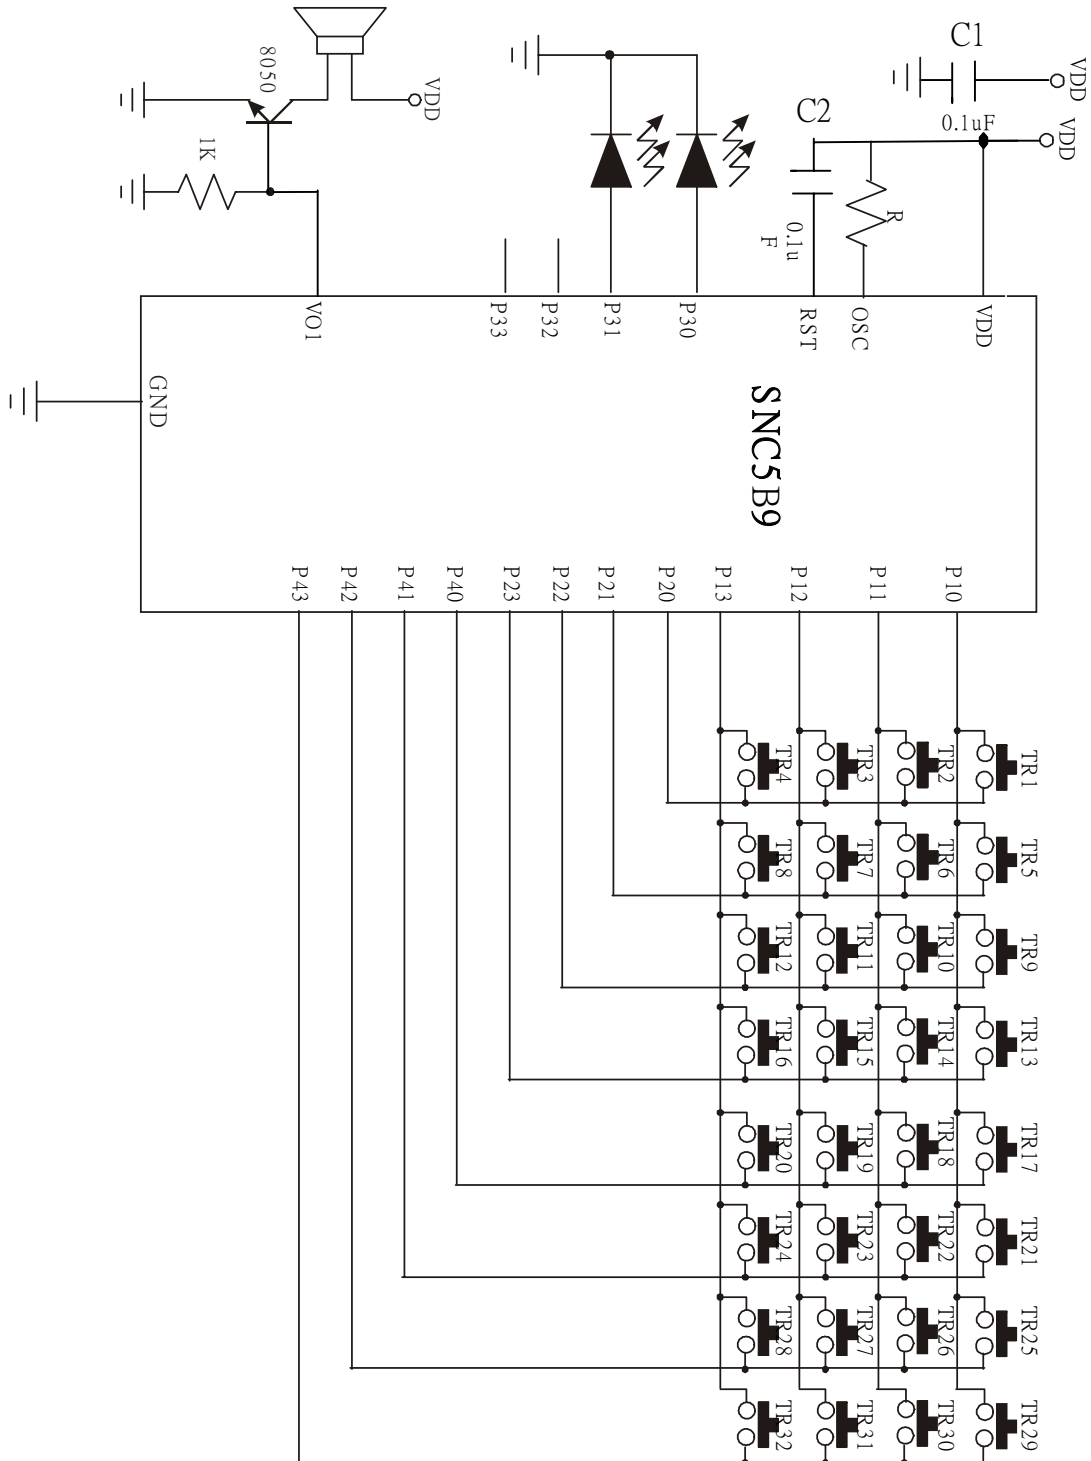 C1
VDD
0.1uF
VDD
C2
0.1u
F
R
8050
VDD
1K
VO1
P33
P32
P31
P30
RST
OSC
VDD
GND
SNC5B9
P43
P42
P41
P40
P23
P22
P21
P20
P13
P12
P11
P10
TR4
TR3
TR2
TR1
TR8
TR7
TR6
TR5
TR12
TR11
TR10
TR9
TR16
TR15
TR14
TR13
TR20
TR19
TR18
TR17
TR24
TR23
TR22
TR21
TR28
TR27
TR26
TR25
TR32
TR31
TR30
TR29